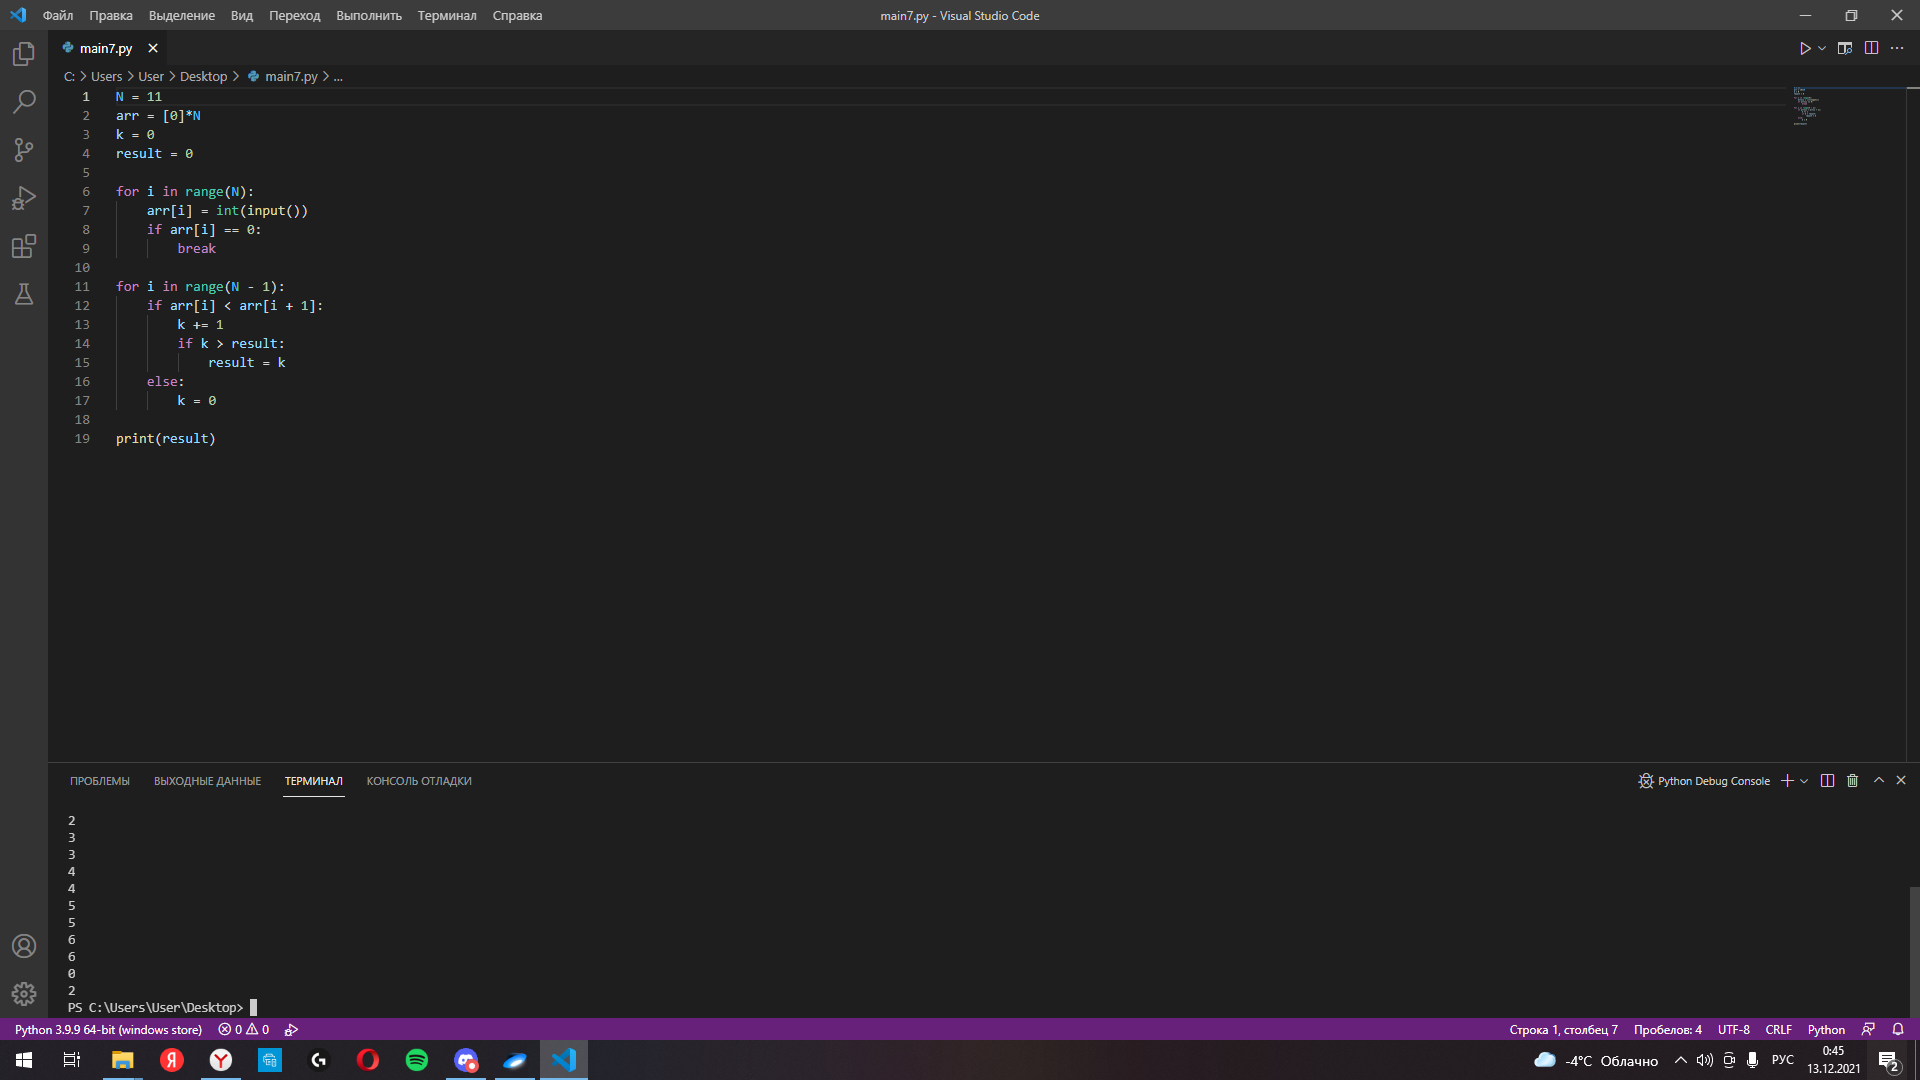 Файл Правка Выделение Вид Переход Выполнить Терминал Справка
main7.py - Visual Studio Code
main7.py
C: > Users > User > Desktop > main7.py > ...
1 N = 11
2 arr = [0]*N
3 k = 0
4 result = 0
5
6 for i in range(N):
7 arr[i] = int(input())
8 if arr[i] == 0:
9 break
10
11 for i in range(N - 1):
12 if arr[i] < arr[i + 1]:
13 k += 1
14 if k > result:
15 result = k
16 else:
17 k = 0
18
19 print(result)
ПРОБЛЕМЫ ВЫХОДНЫЕ ДАННЫЕ ТЕРМИНАЛ КОНСОЛЬ ОТЛАДКИ
Python Debug Console
2
3
3
4
4
5
5
6
6
0
2
PS C:\Users\User\Desktop>
Python 3.9.9 64-bit (windows store) 0 0
Строка 1, столбец 7 Пробелов: 4 UTF-8 CRLF Python
-4°C Облачно РУС
0:45
13.12.2021
2